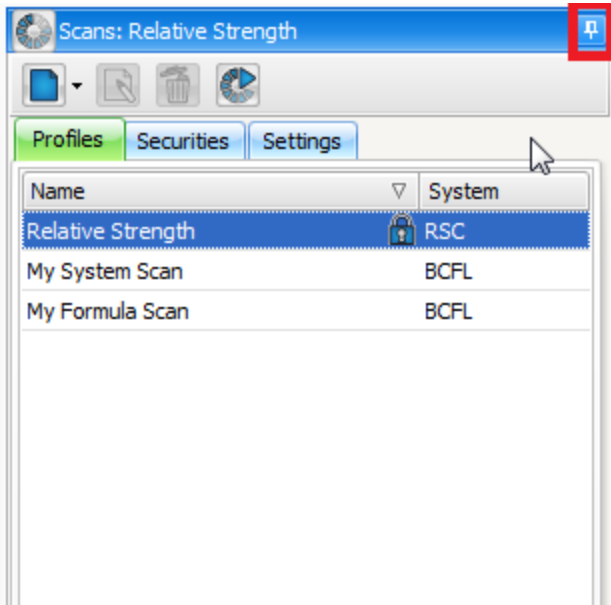 Scans: Relative Strength
Profiles Securities Settings
Name System
Relative Strength RSC
My System Scan BCFL
My Formula Scan BCFL